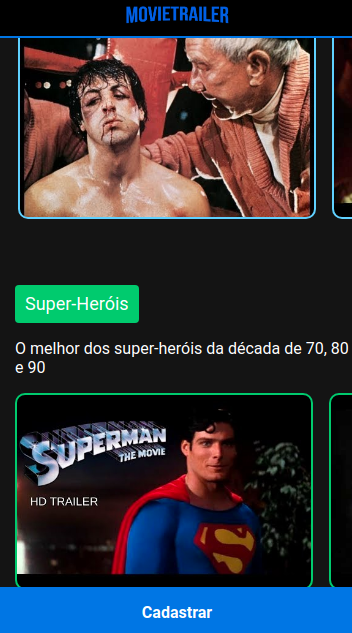 MOVIETRAILER
Super-Heróis
O melhor dos super-heróis da década de 70, 80
e 90
SUPERMAN
THE MOVIE
HD TRAILER
Cadastrar